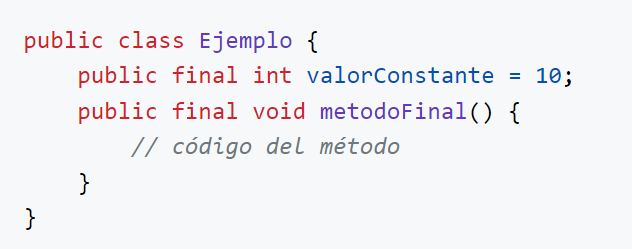 public class Ejemplo {
    public final int valorConstante = 10;
    public final void metodoFinal() {
        // código del método
    }
}